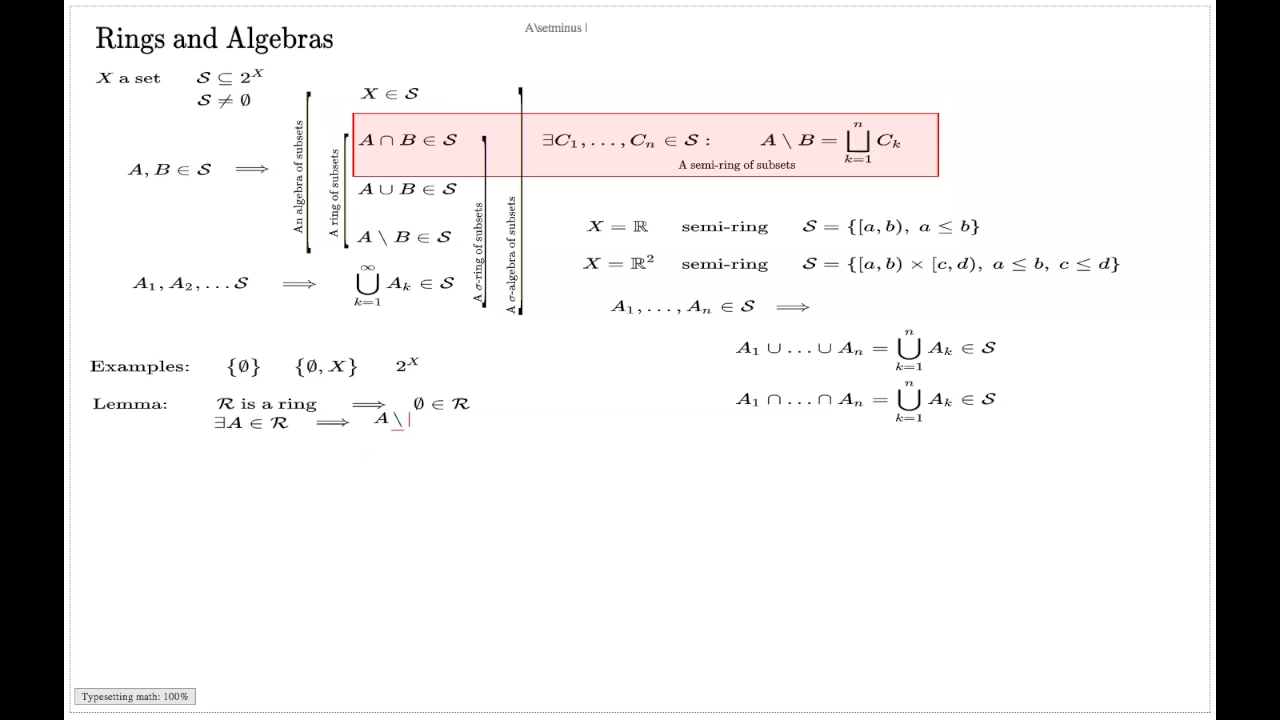 Rings and Algebras
A\setminus |
X a set S ⊆ 2^X
S ≠ ∅
X ∈ S
A, B ∈ S ⟹
An algebra of subsets
A ring of subsets
A ∩ B ∈ S
∃C_1, . . . , C_n ∈ S : A \ B = ⨆_{k=1}^{n} C_k
A semi-ring of subsets
A ∪ B ∈ S
A \ B ∈ S
A_1, A_2, . . . S ⟹ ⋃_{k=1}^{∞} A_k ∈ S
A σ-ring of subsets
A σ-algebra of subsets
X = ℝ semi-ring S = {[a, b), a ≤ b}
X = ℝ^2 semi-ring S = {[a, b) × [c, d), a ≤ b, c ≤ d}
A_1, . . . , A_n ∈ S ⟹
A_1 ∪ . . . ∪ A_n = ⋃_{k=1}^{n} A_k ∈ S
A_1 ∩ . . . ∩ A_n = ⋃_{k=1}^{n} A_k ∈ S
Examples: {∅} {∅, X} 2^X
Lemma: R is a ring ⟹ ∅ ∈ R
∃A ∈ R ⟹ A \ |
Typesetting math: 100%